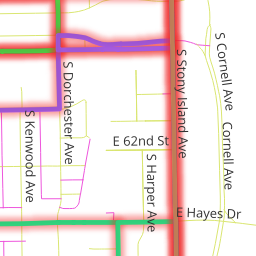 S Kenwood Ave
S Dorchester Ave
E 62nd St
S Harper Ave
S Stony Island Ave
S Cornell Ave
Cornell Ave
E Hayes Dr